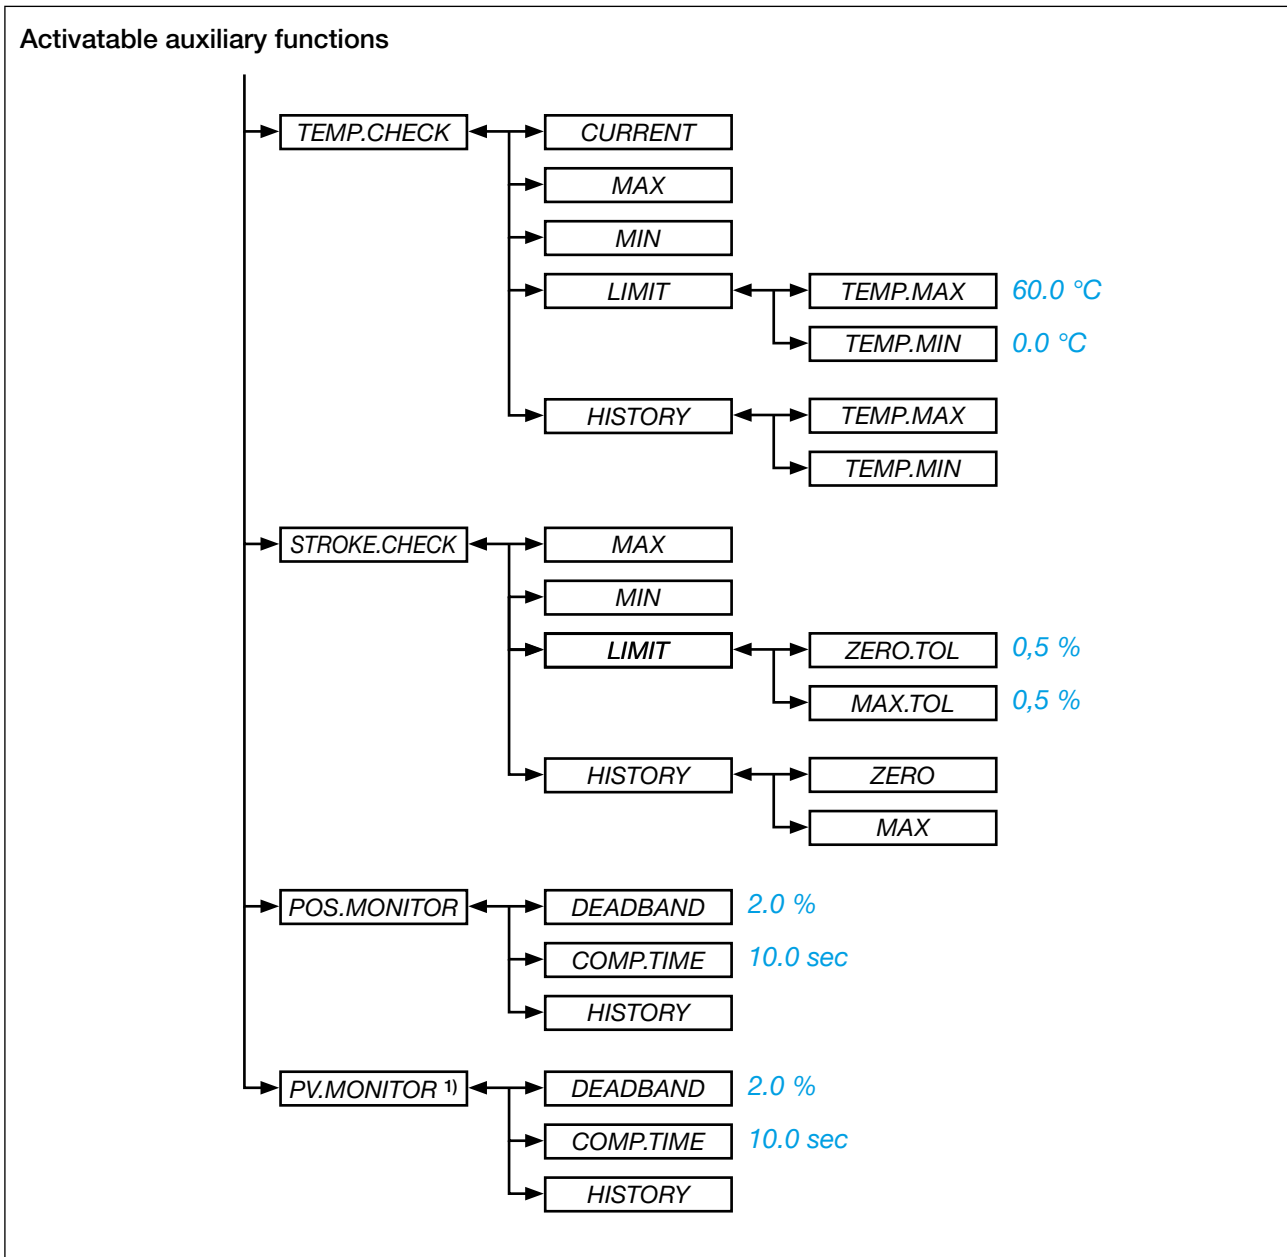 Activatable auxiliary functions
TEMP.CHECK
CURRENT
MAX
MIN
LIMIT
TEMP.MAX 60.0 °C
TEMP.MIN 0.0 °C
HISTORY
TEMP.MAX
TEMP.MIN
STROKE.CHECK
MAX
MIN
LIMIT
ZERO.TOL 0,5 %
MAX.TOL 0,5 %
HISTORY
ZERO
MAX
POS.MONITOR
DEADBAND 2.0 %
COMP.TIME 10.0 sec
HISTORY
PV.MONITOR 1)
DEADBAND 2.0 %
COMP.TIME 10.0 sec
HISTORY